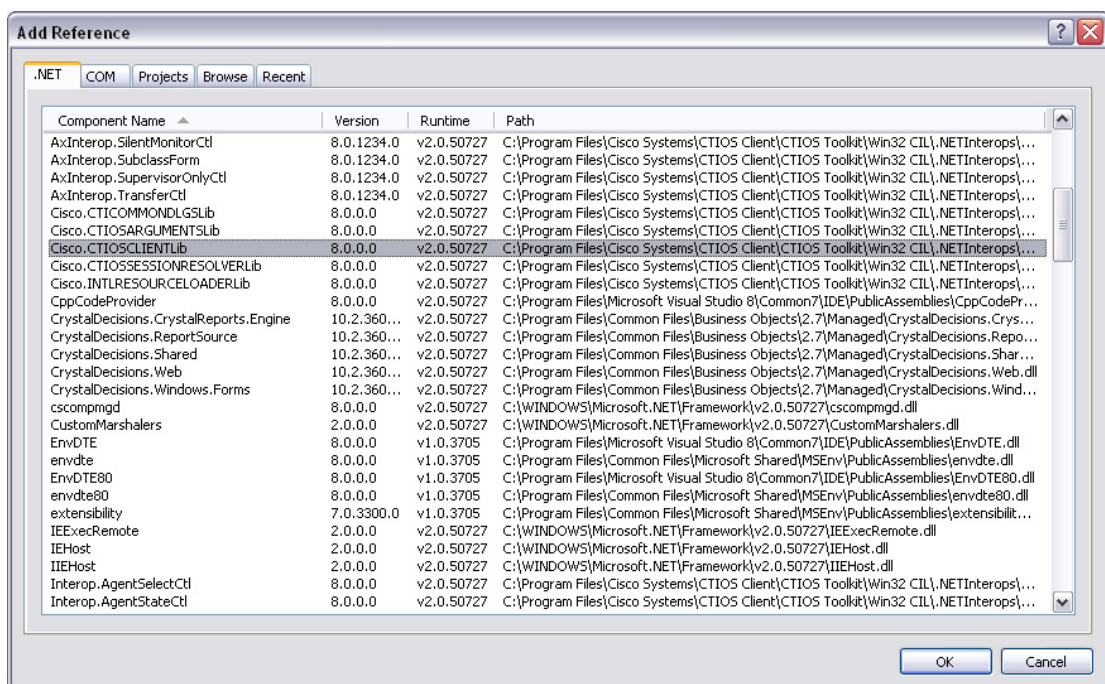 Add Reference
.NET COM Projects Browse Recent
Component Name Version Runtime Path
AxInterop.SilentMonitorCtl 8.0.1234.0 v2.0.50727 C:\Program Files\Cisco Systems\CTIOS Client\CTIOS Toolkit\Win32 CIL\.NETInterops\...
AxInterop.SubclassForm 8.0.1234.0 v2.0.50727 C:\Program Files\Cisco Systems\CTIOS Client\CTIOS Toolkit\Win32 CIL\.NETInterops\...
AxInterop.SupervisorOnlyCtl 8.0.1234.0 v2.0.50727 C:\Program Files\Cisco Systems\CTIOS Client\CTIOS Toolkit\Win32 CIL\.NETInterops\...
AxInterop.TransferCtl 8.0.1234.0 v2.0.50727 C:\Program Files\Cisco Systems\CTIOS Client\CTIOS Toolkit\Win32 CIL\.NETInterops\...
Cisco.CTICOMMONDLGSLib 8.0.0.0 v2.0.50727 C:\Program Files\Cisco Systems\CTIOS Client\CTIOS Toolkit\Win32 CIL\.NETInterops\...
Cisco.CTIOSARGUMENTSLib 8.0.0.0 v2.0.50727 C:\Program Files\Cisco Systems\CTIOS Client\CTIOS Toolkit\Win32 CIL\.NETInterops\...
Cisco.CTIOSCLIENTLib 8.0.0.0 v2.0.50727 C:\Program Files\Cisco Systems\CTIOS Client\CTIOS Toolkit\Win32 CIL\.NETInterops\...
Cisco.CTIOSSESSIONRESOLVERLib 8.0.0.0 v2.0.50727 C:\Program Files\Cisco Systems\CTIOS Client\CTIOS Toolkit\Win32 CIL\.NETInterops\...
Cisco.INTLRESOURCELOADERLib 8.0.0.0 v2.0.50727 C:\Program Files\Cisco Systems\CTIOS Client\CTIOS Toolkit\Win32 CIL\.NETInterops\...
CppCodeProvider 8.0.0.0 v2.0.50727 C:\Program Files\Microsoft Visual Studio 8\Common7\IDE\PublicAssemblies\CppCodePr...
CrystalDecisions.CrystalReports.Engine 10.2.360... v2.0.50727 C:\Program Files\Common Files\Business Objects\2.7\Managed\CrystalDecisions.Crys...
CrystalDecisions.ReportSource 10.2.360... v2.0.50727 C:\Program Files\Common Files\Business Objects\2.7\Managed\CrystalDecisions.Repo...
CrystalDecisions.Shared 10.2.360... v2.0.50727 C:\Program Files\Common Files\Business Objects\2.7\Managed\CrystalDecisions.Shar...
CrystalDecisions.Web 10.2.360... v2.0.50727 C:\Program Files\Common Files\Business Objects\2.7\Managed\CrystalDecisions.Web.dll
CrystalDecisions.Windows.Forms 10.2.360... v2.0.50727 C:\Program Files\Common Files\Business Objects\2.7\Managed\CrystalDecisions.Wind...
cscompmgd 8.0.0.0 v2.0.50727 C:\WINDOWS\Microsoft.NET\Framework\v2.0.50727\cscompmgd.dll
CustomMarshalers 2.0.0.0 v2.0.50727 C:\WINDOWS\Microsoft.NET\Framework\v2.0.50727\CustomMarshalers.dll
EnvDTE 8.0.0.0 v1.0.3705 C:\Program Files\Microsoft Visual Studio 8\Common7\IDE\PublicAssemblies\EnvDTE.dll
envdte 8.0.0.0 v1.0.3705 C:\Program Files\Common Files\Microsoft Shared\MSEnv\PublicAssemblies\envdte.dll
EnvDTE80 8.0.0.0 v1.0.3705 C:\Program Files\Microsoft Visual Studio 8\Common7\IDE\PublicAssemblies\EnvDTE80.dll
envdte80 8.0.0.0 v1.0.3705 C:\Program Files\Common Files\Microsoft Shared\MSEnv\PublicAssemblies\envdte80.dll
extensibility 7.0.3300.0 v1.0.3705 C:\Program Files\Common Files\Microsoft Shared\MSEnv\PublicAssemblies\extensibilit...
IEExecRemote 2.0.0.0 v2.0.50727 C:\WINDOWS\Microsoft.NET\Framework\v2.0.50727\IEExecRemote.dll
IEHost 2.0.0.0 v2.0.50727 C:\WINDOWS\Microsoft.NET\Framework\v2.0.50727\IEHost.dll
IIEHost 2.0.0.0 v2.0.50727 C:\WINDOWS\Microsoft.NET\Framework\v2.0.50727\IIEHost.dll
Interop.AgentSelectCtl 8.0.0.0 v2.0.50727 C:\Program Files\Cisco Systems\CTIOS Client\CTIOS Toolkit\Win32 CIL\.NETInterops\...
Interop.AgentStateCtl 8.0.0.0 v2.0.50727 C:\Program Files\Cisco Systems\CTIOS Client\CTIOS Toolkit\Win32 CIL\.NETInterops\...
OK Cancel